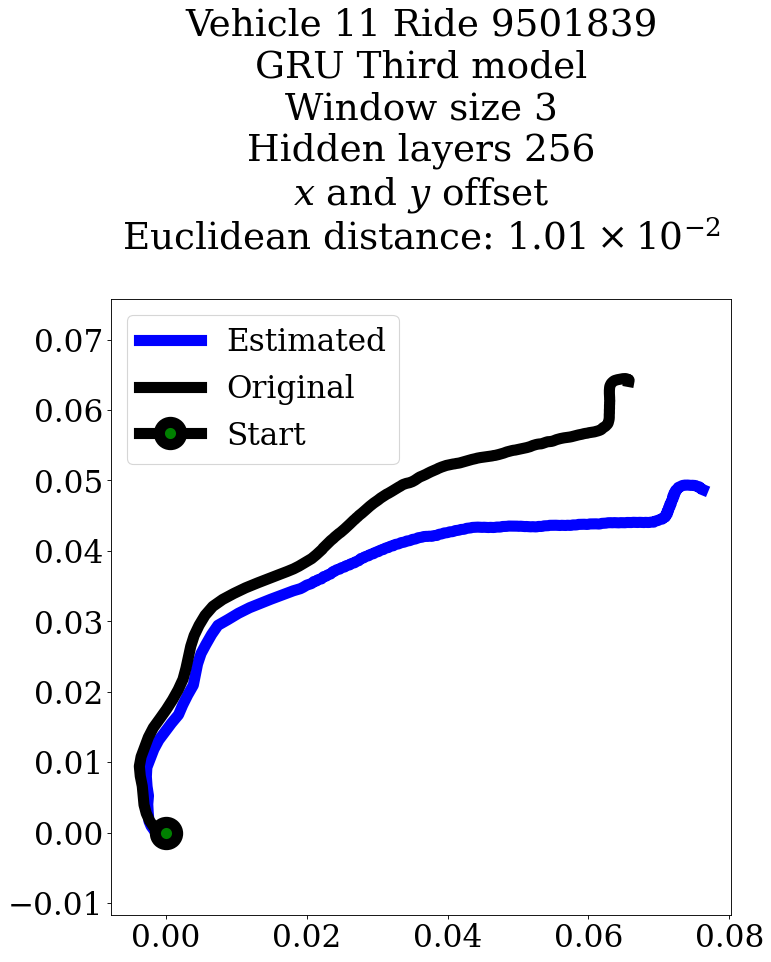 Vehicle 11 Ride 9501839
GRU Third model
Window size 3
Hidden layers 256
x and y offset
Euclidean distance: 1.01 × 10⁻²
Estimated
Original
Start
0.07
0.06
0.05
0.04
0.03
0.02
0.01
0.00
−0.01
0.00 0.02 0.04 0.06 0.08